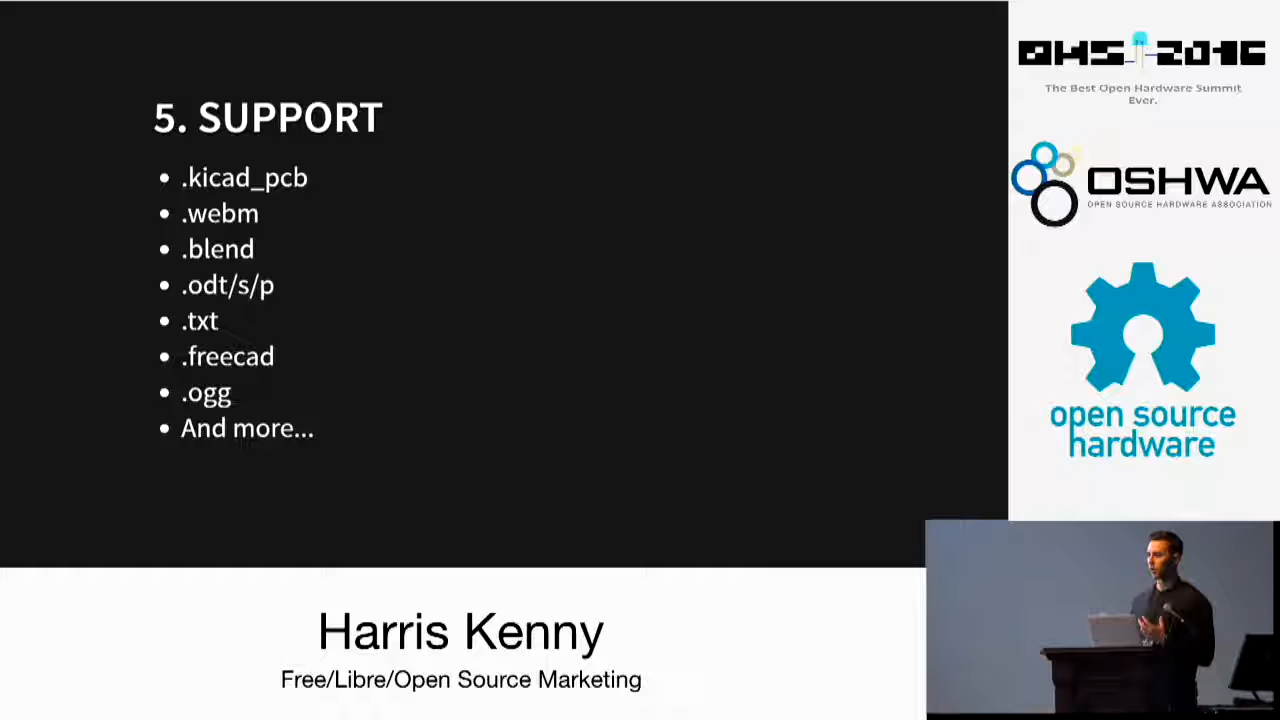 5. SUPPORT
.kicad_pcb
.webm
.blend
.odt/s/p
.txt
.freecad
.ogg
And more...
OHS 2016
The Best Open Hardware Summit
Ever.
OSHWA
OPEN SOURCE HARDWARE ASSOCIATION
open source
hardware
Harris Kenny
Free/Libre/Open Source Marketing